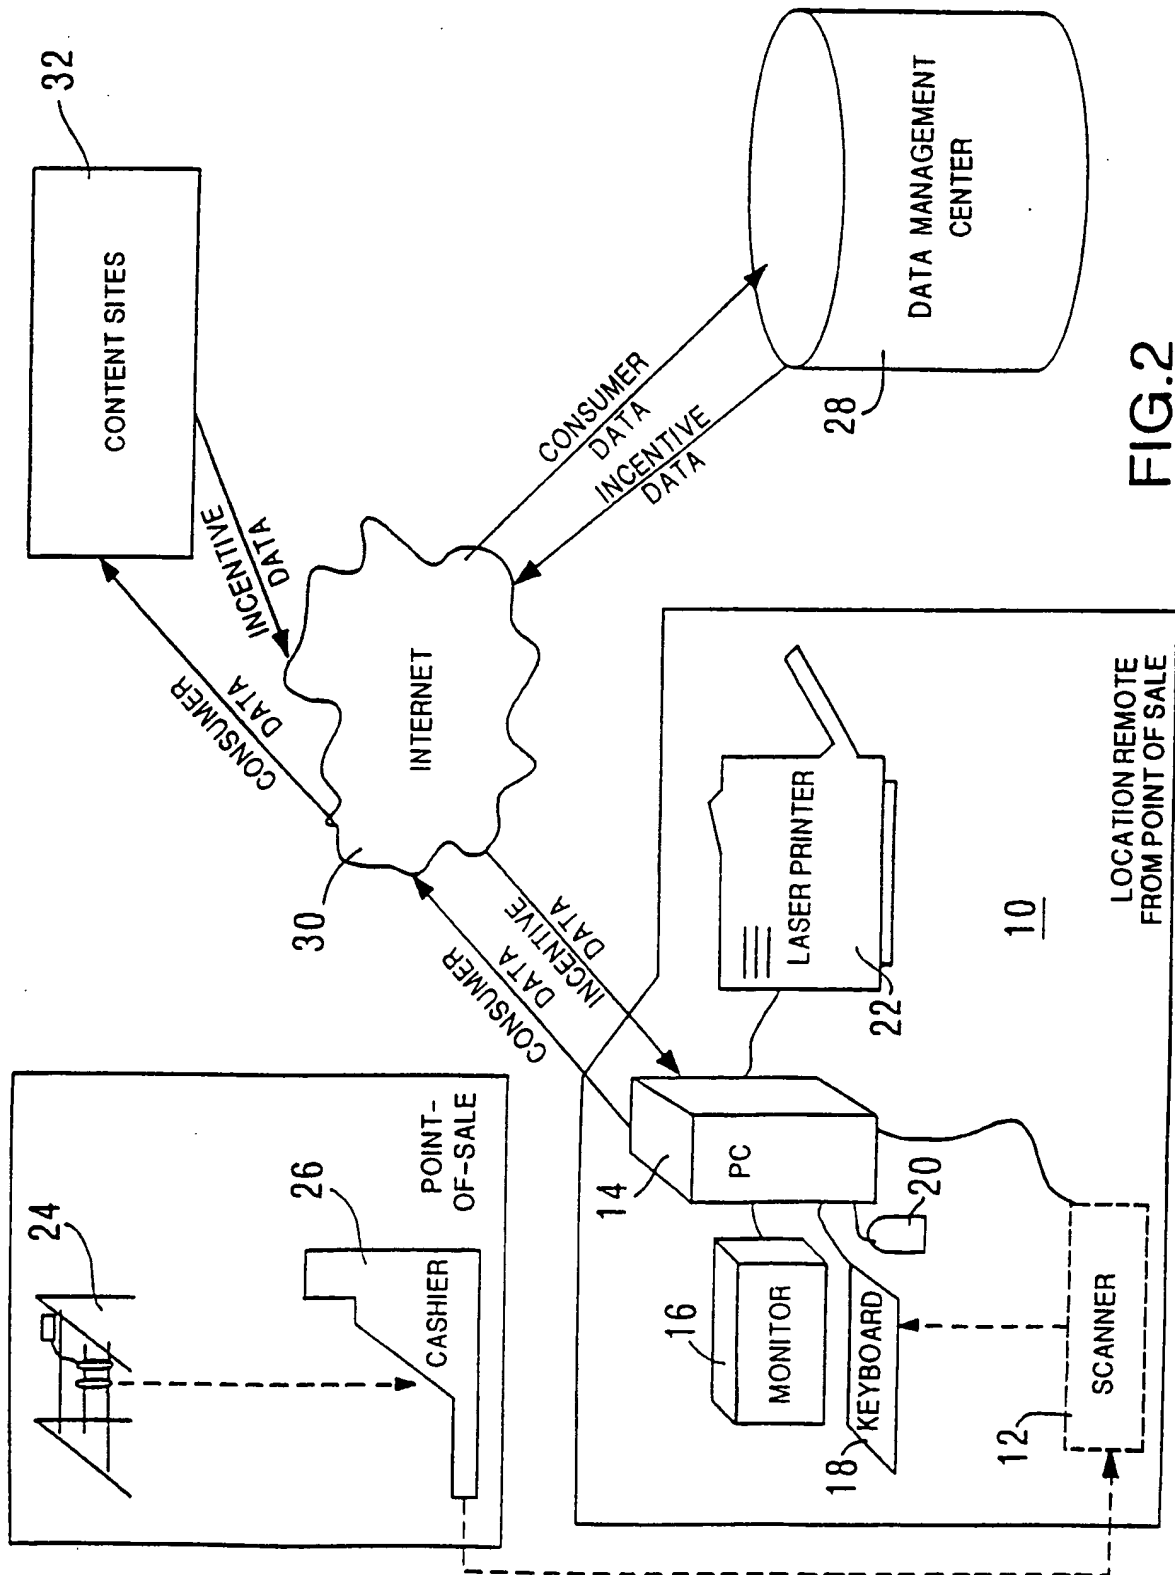 24
26
CASHIER
POINT-
OF-SALE
CONTENT SITES
32
CONSUMER
DATA
INCENTIVE
DATA
30
INTERNET
CONSUMER
DATA
INCENTIVE
DATA
CONSUMER
DATA
INCENTIVE
DATA
DATA MANAGEMENT
CENTER
28
14
PC
16
MONITOR
18
KEYBOARD
20
12
SCANNER
LASER PRINTER
22
10
LOCATION REMOTE
FROM POINT OF SALE
FIG.2